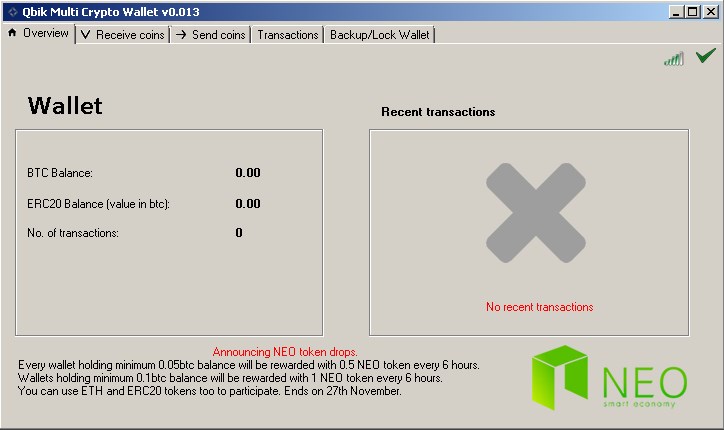 Qbik Multi Crypto Wallet v0.013
Overview
Receive coins
Send coins
Transactions
Backup/Lock Wallet
Wallet
Recent transactions
BTC Balance: 0.00
ERC20 Balance (value in btc): 0.00
No. of transactions: 0
No recent transactions
Announcing NEO token drops.
Every wallet holding minimum 0.05btc balance will be rewarded with 0.5 NEO token every 6 hours.
Wallets holding minimum 0.1btc balance will be rewarded with 1 NEO token every 6 hours.
You can use ETH and ERC20 tokens too to participate. Ends on 27th November.
NEO
smart economy